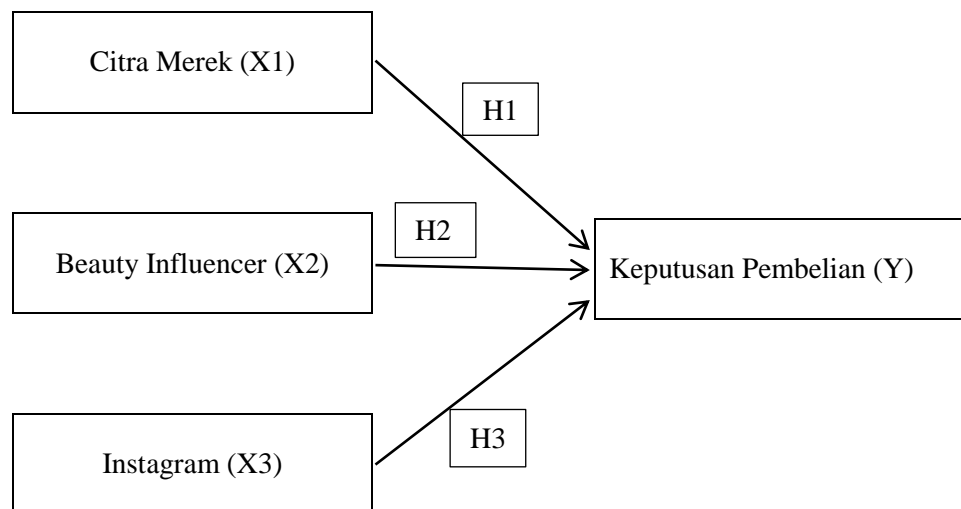 Citra Merek (X1)
H1
Beauty Influencer (X2)
H2
Keputusan Pembelian (Y)
Instagram (X3)
H3